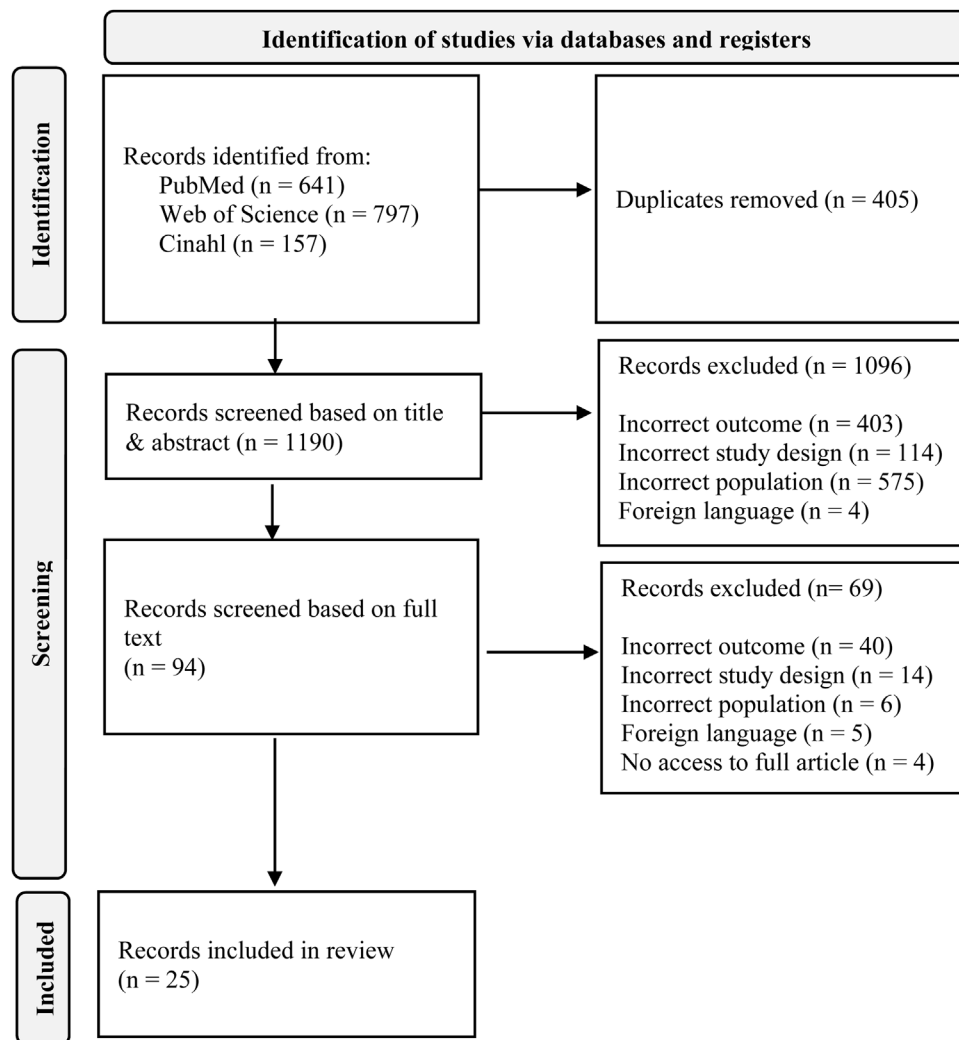 Identification of studies via databases and registers
Identification
Records identified from:
PubMed (n = 641)
Web of Science (n = 797)
Cinahl (n = 157)
Duplicates removed (n = 405)
Screening
Records screened based on title
& abstract (n = 1190)
Records excluded (n = 1096)
Incorrect outcome (n = 403)
Incorrect study design (n = 114)
Incorrect population (n = 575)
Foreign language (n = 4)
Records screened based on full
text
(n = 94)
Records excluded (n= 69)
Incorrect outcome (n = 40)
Incorrect study design (n = 14)
Incorrect population (n = 6)
Foreign language (n = 5)
No access to full article (n = 4)
Included
Records included in review
(n = 25)